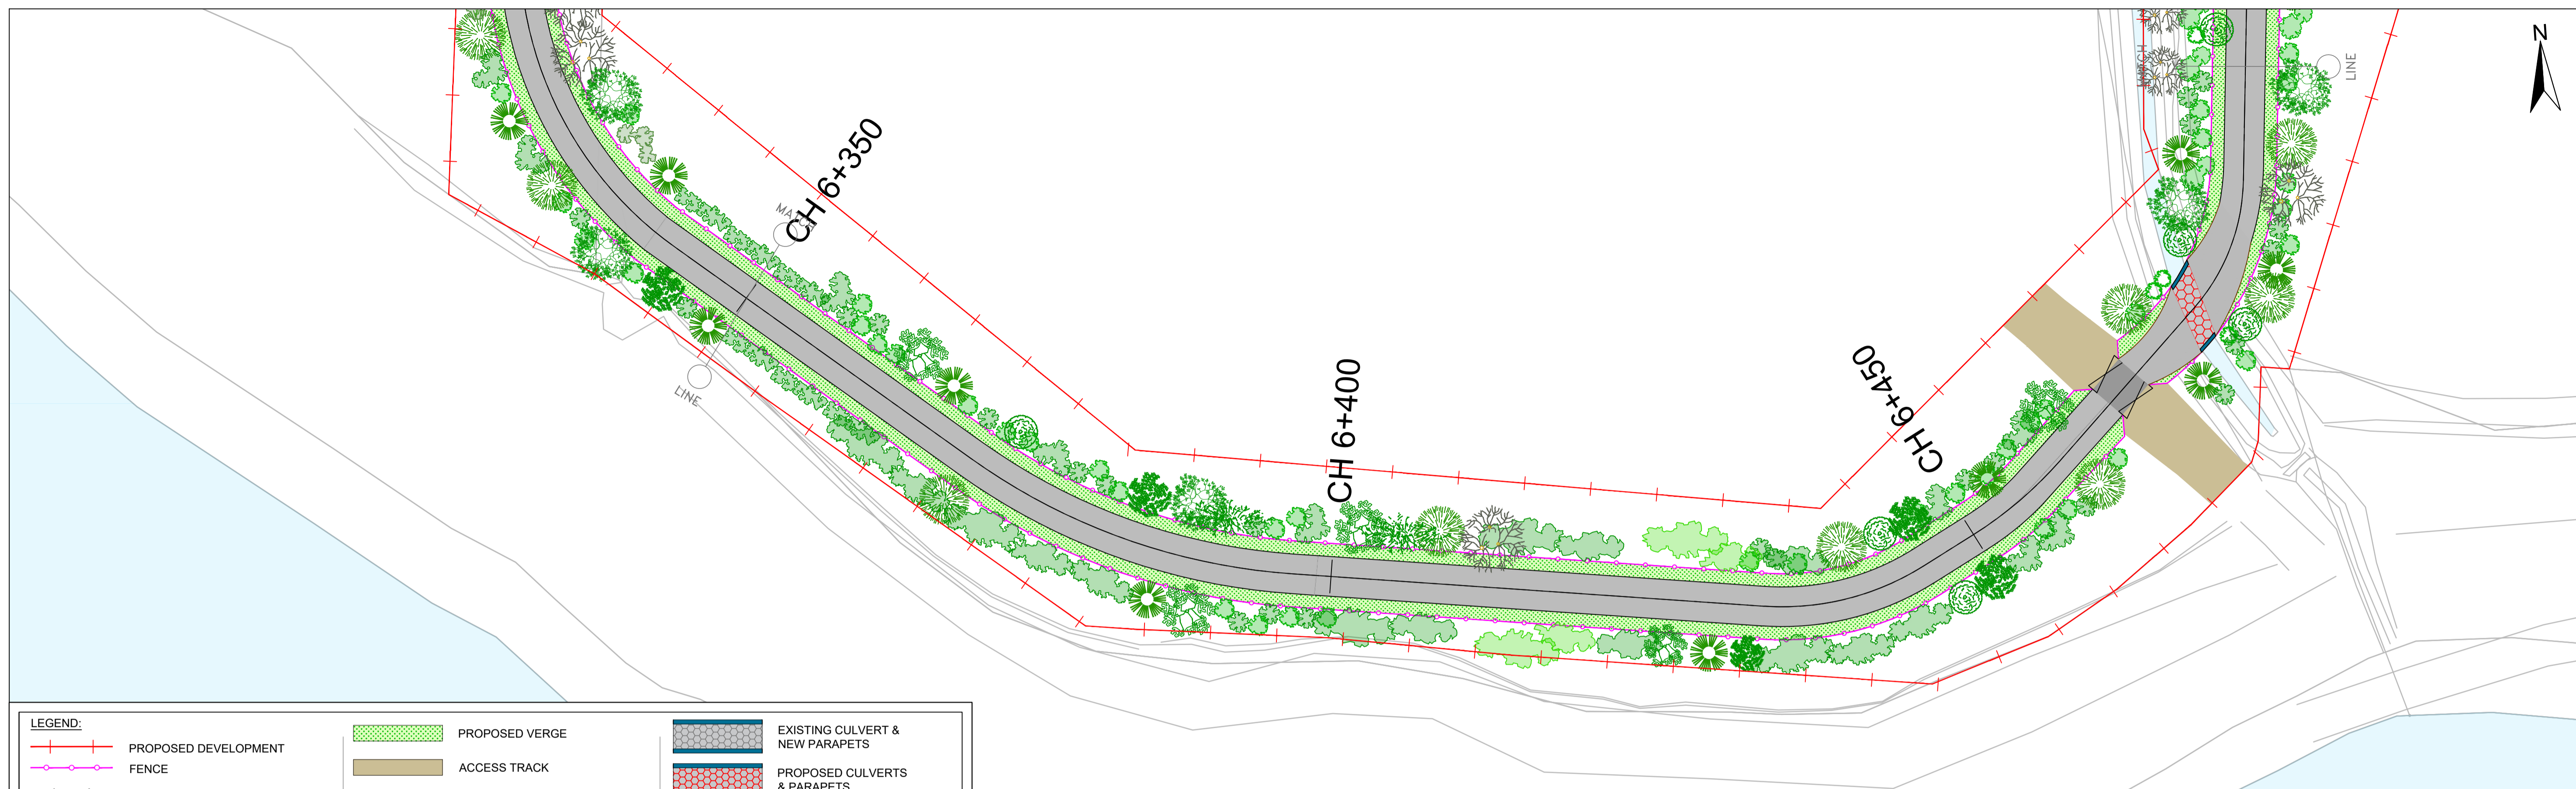 N
LINE
CH 6+350
LINE
CH 6+400
CH 6+450
LEGEND:
PROPOSED DEVELOPMENT
FENCE
PROPOSED VERGE
ACCESS TRACK
EXISTING CULVERT &
NEW PARAPETS
PROPOSED CULVERTS
& PARAPETS